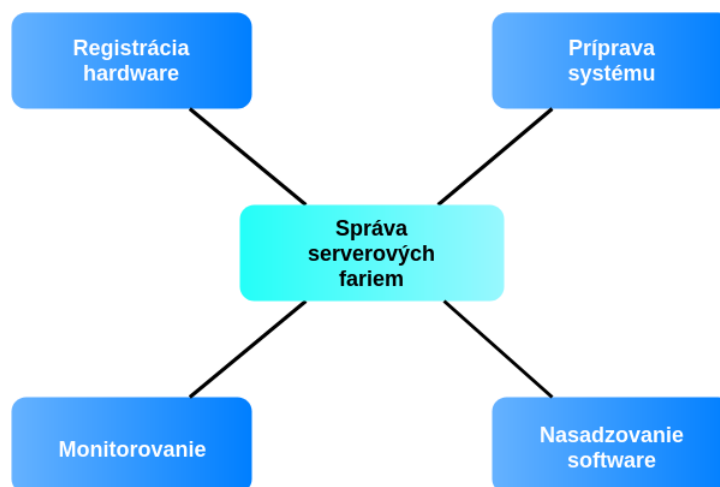 Registrácia
hardware
Príprava
systému
Správa
serverových
fariem
Monitorovanie
Nasadzovanie
software